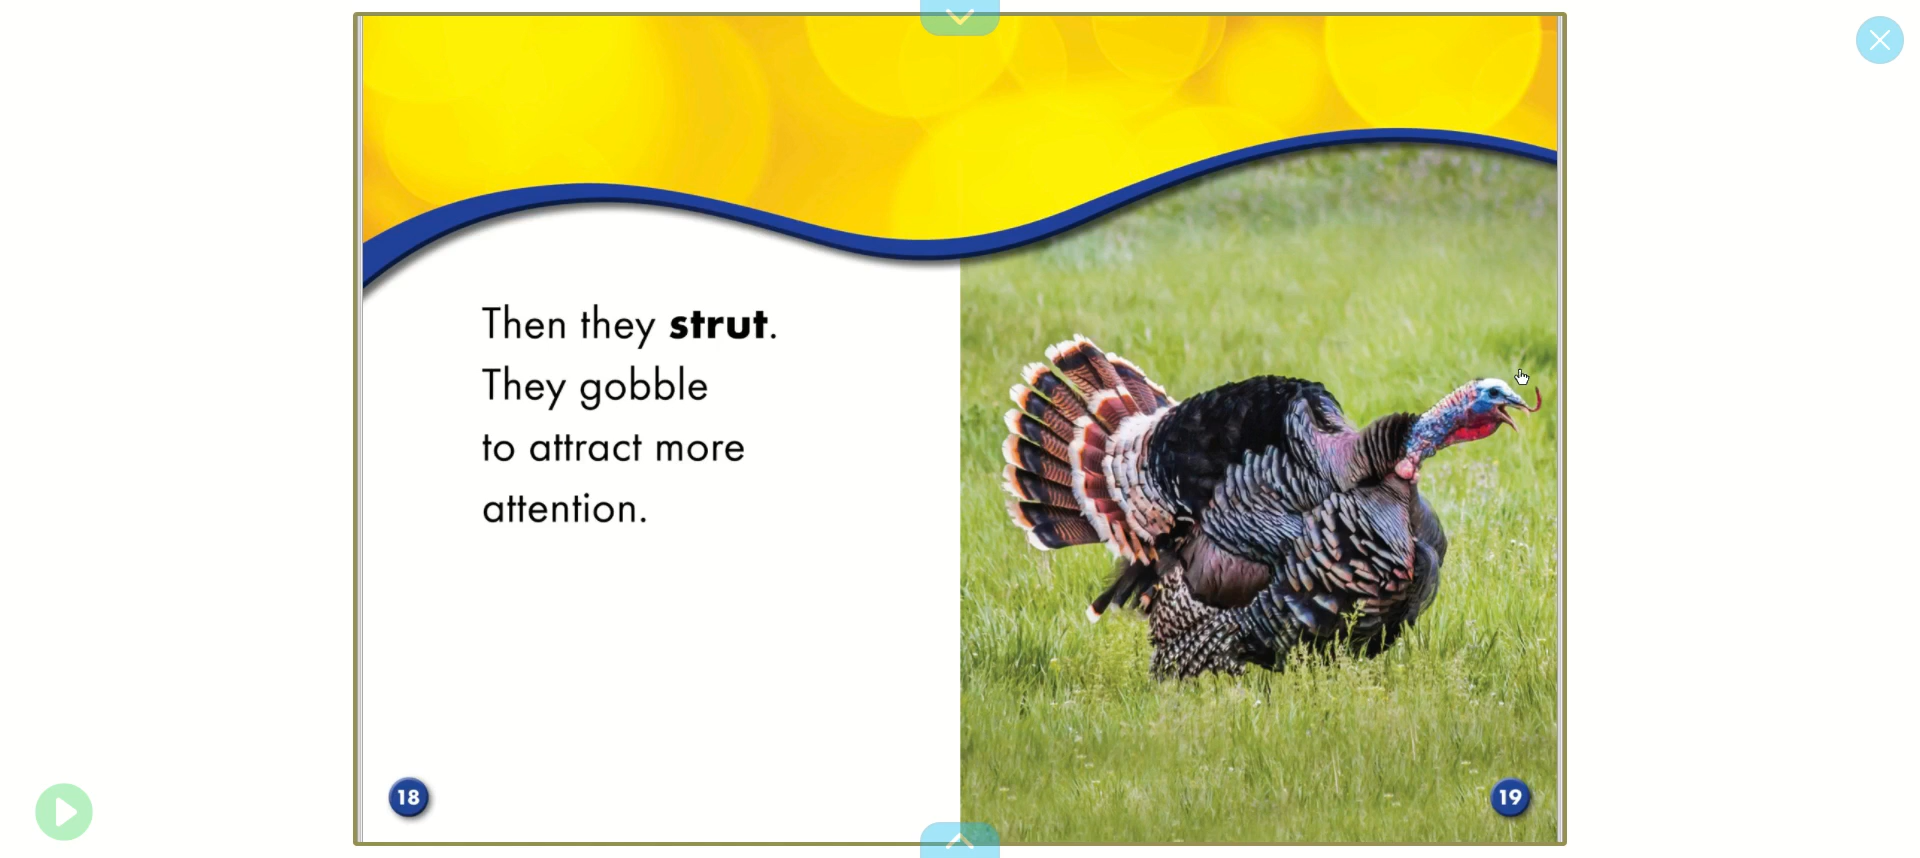 Then they strut.
They gobble
to attract more
attention.
18
19